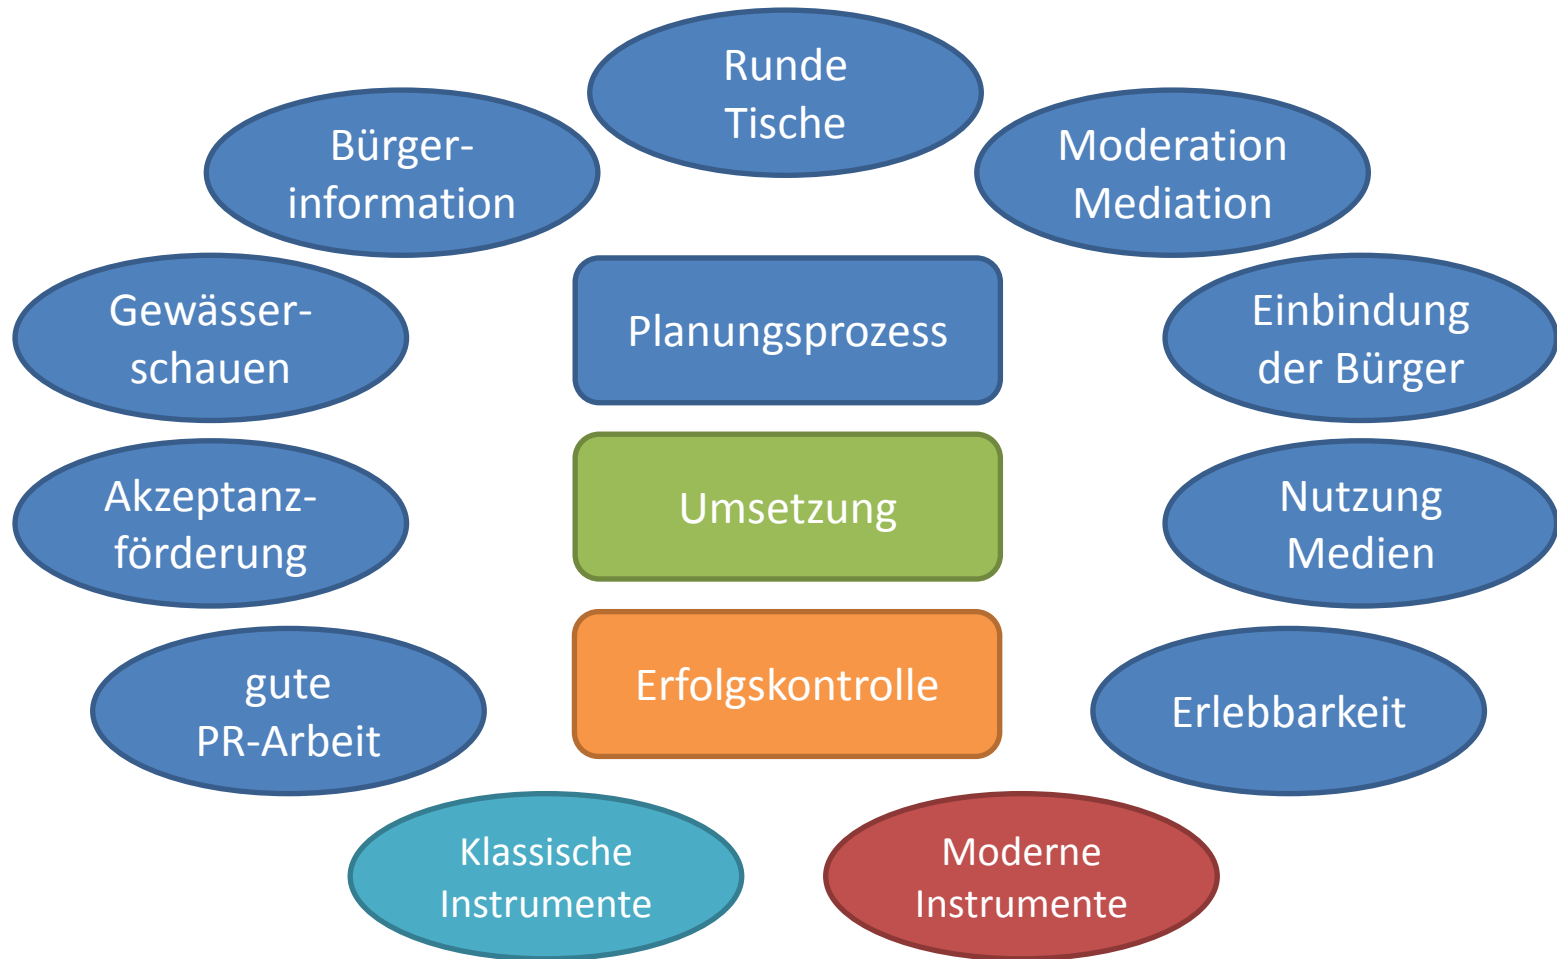 Runde
Tische
Bürger-
information
Moderation
Mediation
Gewässer-
schauen
Planungsprozess
Einbindung
der Bürger
Akzeptanz-
förderung
Umsetzung
Nutzung
Medien
gute
PR-Arbeit
Erfolgskontrolle
Erlebbarkeit
Klassische
Instrumente
Moderne
Instrumente